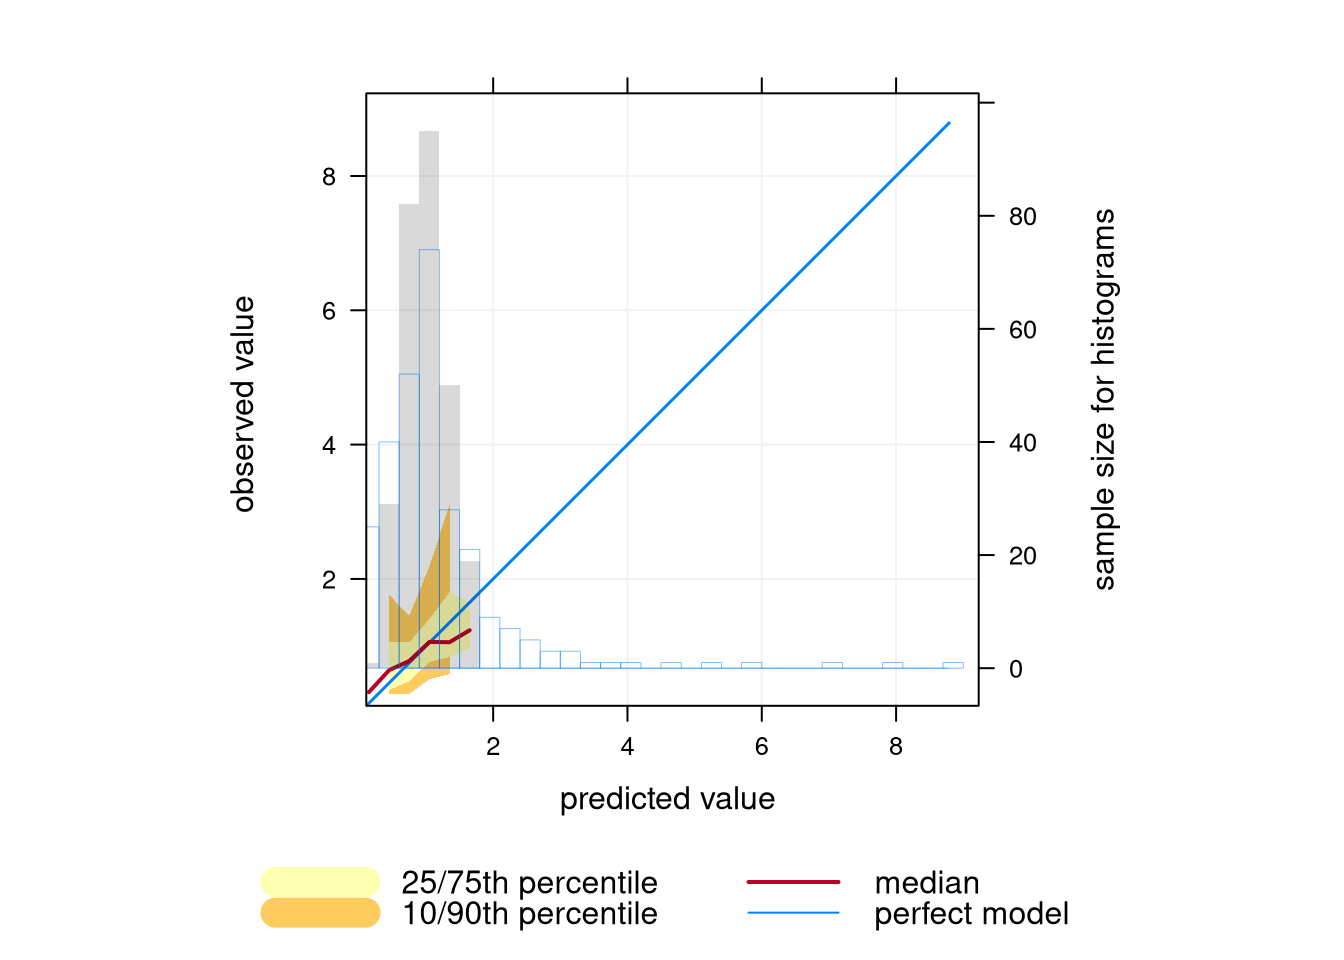 8
6
4
2
observed value
80
60
40
20
0
sample size for histograms
2 4 6 8
predicted value
25/75th percentile
10/90th percentile
median
perfect model